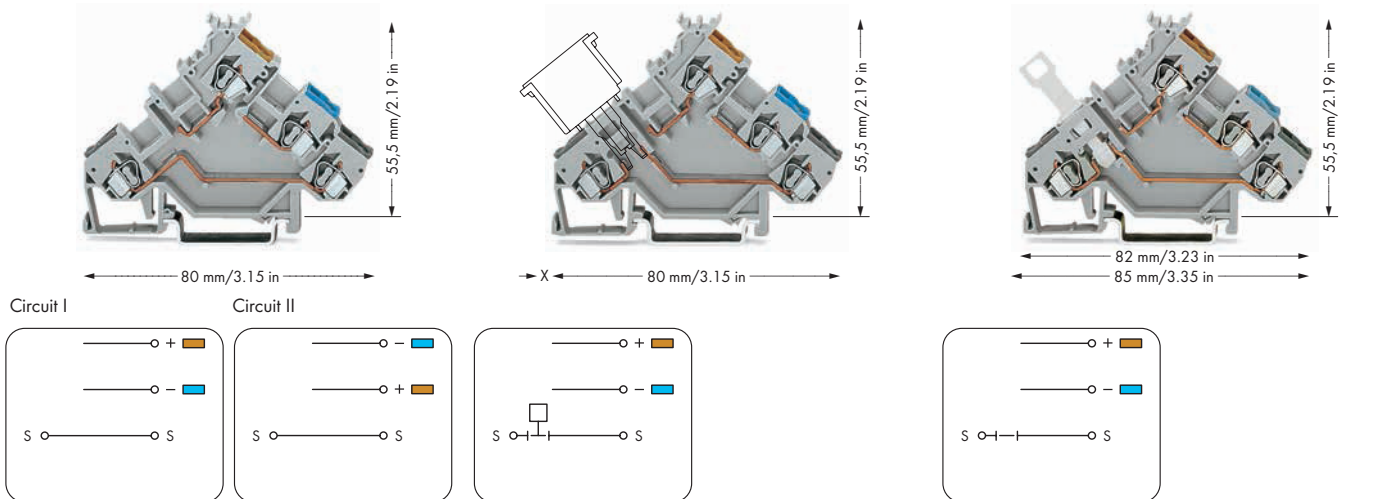 55,5 mm/2.19 in
80 mm/3.15 in
55,5 mm/2.19 in
X
80 mm/3.15 in
55,5 mm/2.19 in
82 mm/3.23 in
85 mm/3.35 in
Circuit I
Circuit II
+
−
S S
−
+
S S
+
−
S S
+
−
S S